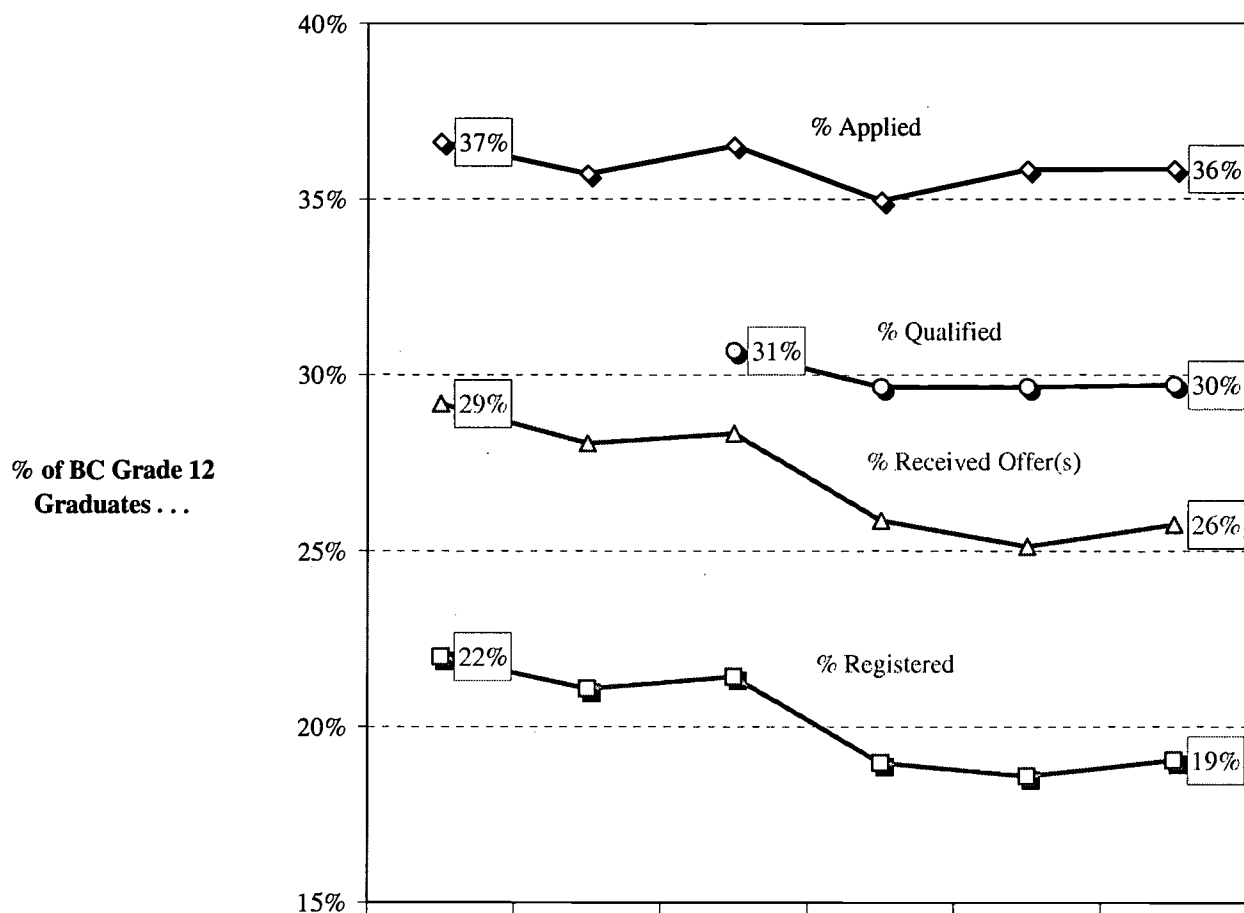 40%
% Applied
37%
36%
35%
% Qualified
31%
30%
30%
29%
% Received Offer(s)
% of BC Grade 12
Graduates . . .
26%
25%
% Registered
22%
20%
19%
15%